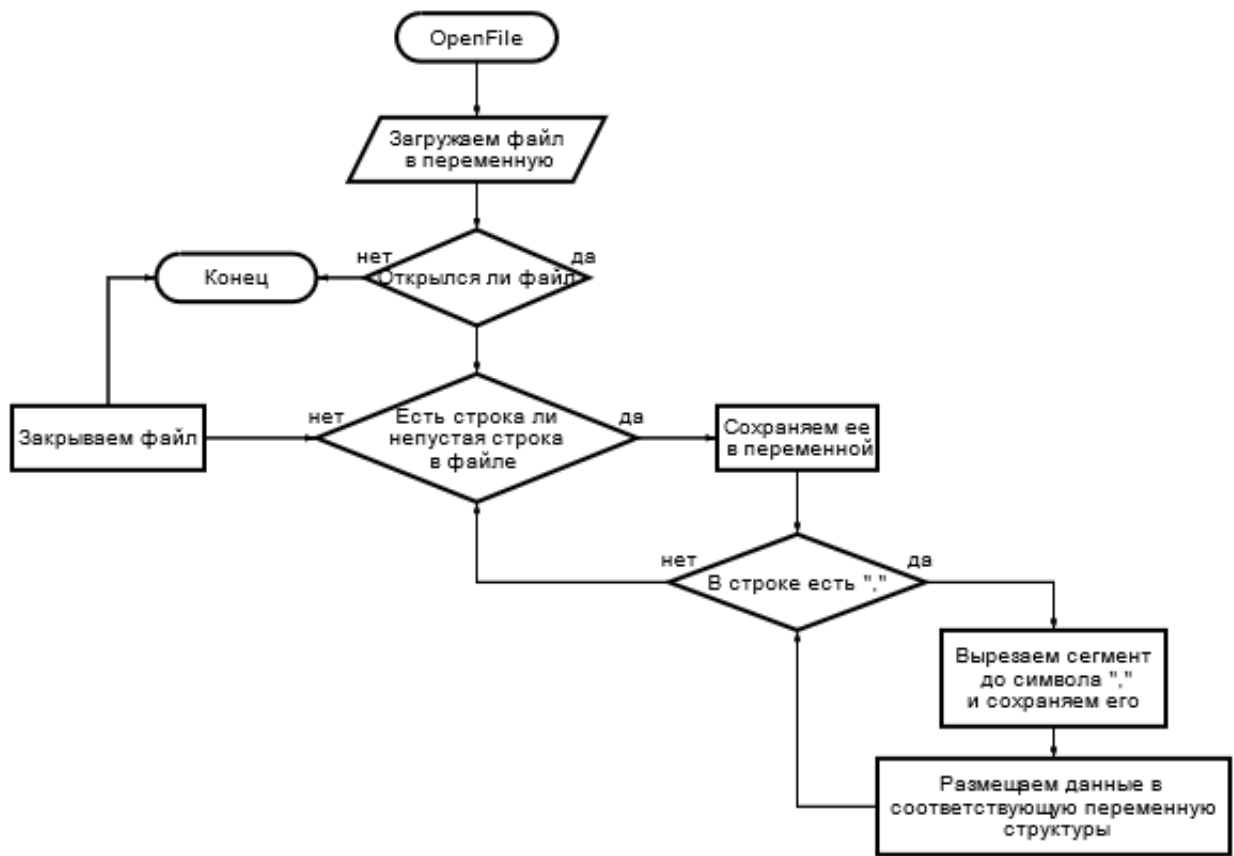 OpenFile
Загружаем файл
в переменную
нет
да
Конец
Открылся ли файл
нет
Есть строка ли
да
непустая строка
в файле
Закрываем файл
Сохраняем ее
в переменной
нет
да
В строке есть ","
Вырезаем сегмент
до символа ","
и сохраняем его
Размещаем данные в
соответствующую переменную
структуры